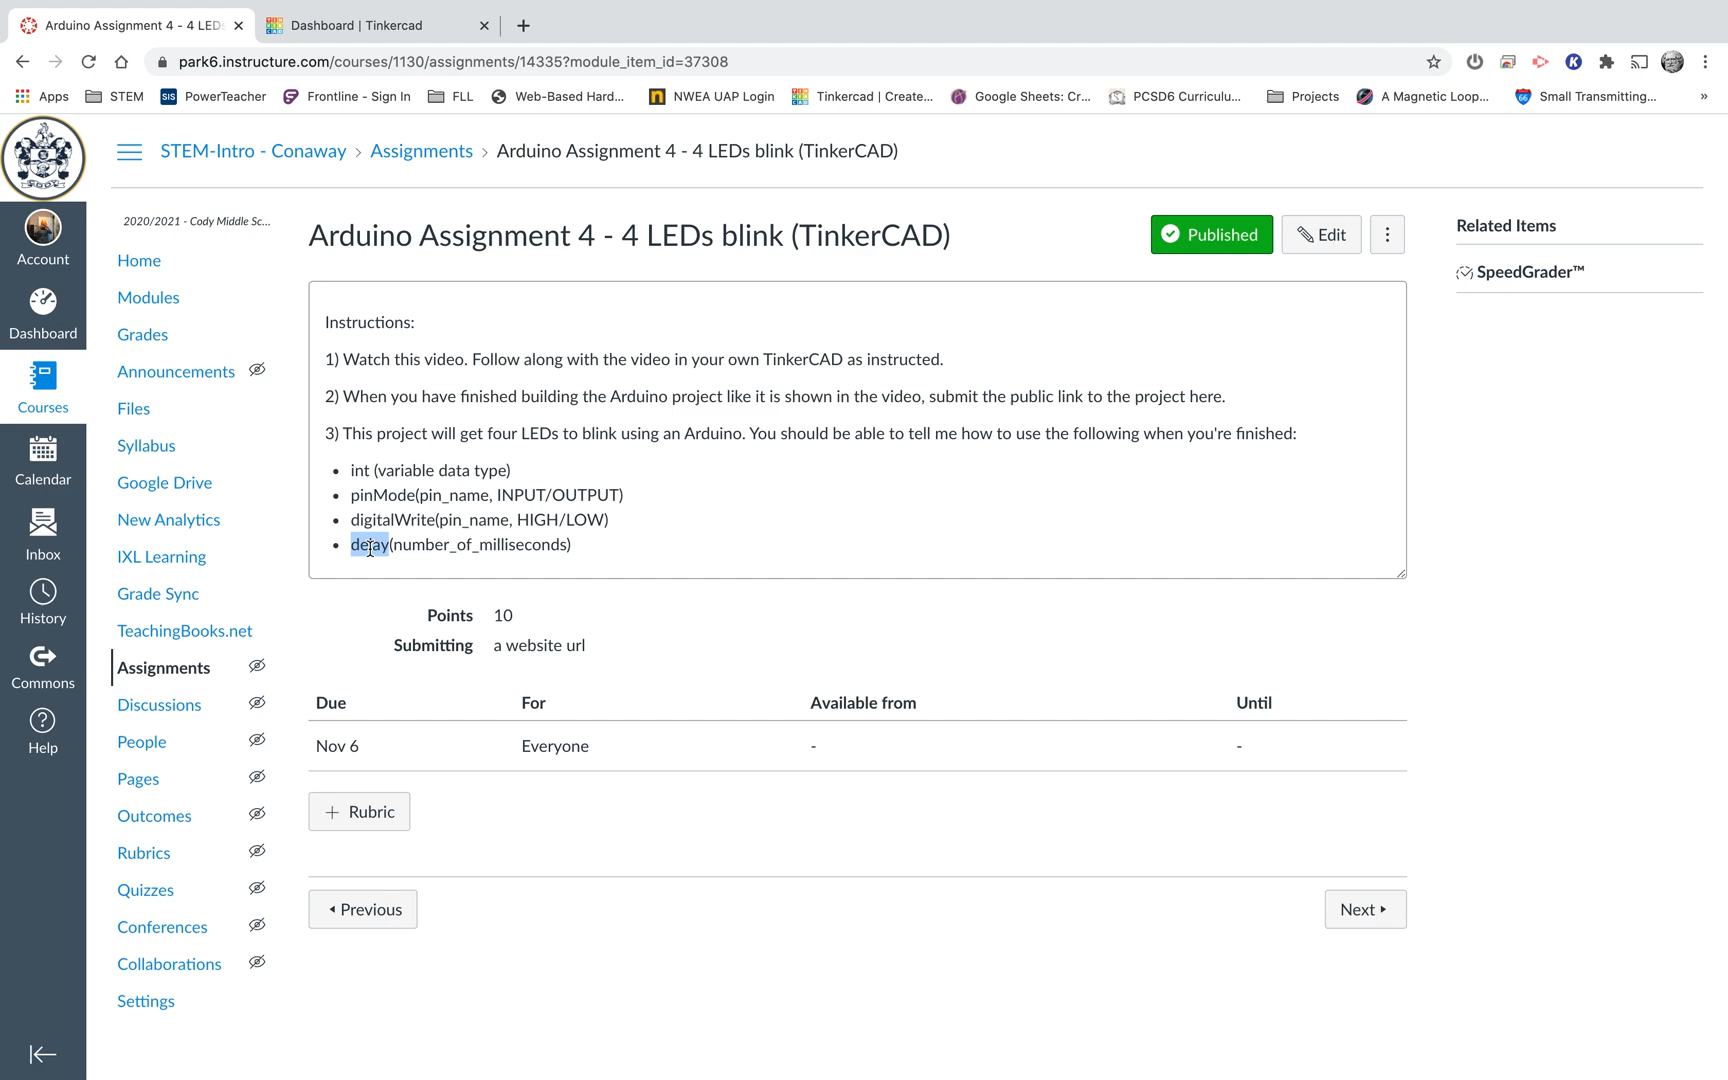 Arduino Assignment 4 - 4 LED
Dashboard | Tinkercad
park6.instructure.com/courses/1130/assignments/14335?module_item_id=37308
Apps STEM PowerTeacher Frontline - Sign In FLL Web-Based Hard... NWEA UAP Login Tinkercad | Create... Google Sheets: Cr... PCSD6 Curriculu... Projects A Magnetic Loop... Small Transmitting... »
STEM-Intro - Conaway › Assignments › Arduino Assignment 4 - 4 LEDs blink (TinkerCAD)
Account
Dashboard
Courses
Calendar
Inbox
History
Commons
Help
2020/2021 - Cody Middle Sc...
Home
Modules
Grades
Announcements
Files
Syllabus
Google Drive
New Analytics
IXL Learning
Grade Sync
TeachingBooks.net
Assignments
Discussions
People
Pages
Outcomes
Rubrics
Quizzes
Conferences
Collaborations
Settings
Arduino Assignment 4 - 4 LEDs blink (TinkerCAD)
Published
Edit
Instructions:
1) Watch this video. Follow along with the video in your own TinkerCAD as instructed.
2) When you have finished building the Arduino project like it is shown in the video, submit the public link to the project here.
3) This project will get four LEDs to blink using an Arduino. You should be able to tell me how to use the following when you're finished:
• int (variable data type)
• pinMode(pin_name, INPUT/OUTPUT)
• digitalWrite(pin_name, HIGH/LOW)
• delay(number_of_milliseconds)
Points 10
Submitting a website url
Due For Available from Until
Nov 6 Everyone - -
+ Rubric
Previous
Next
Related Items
SpeedGrader™